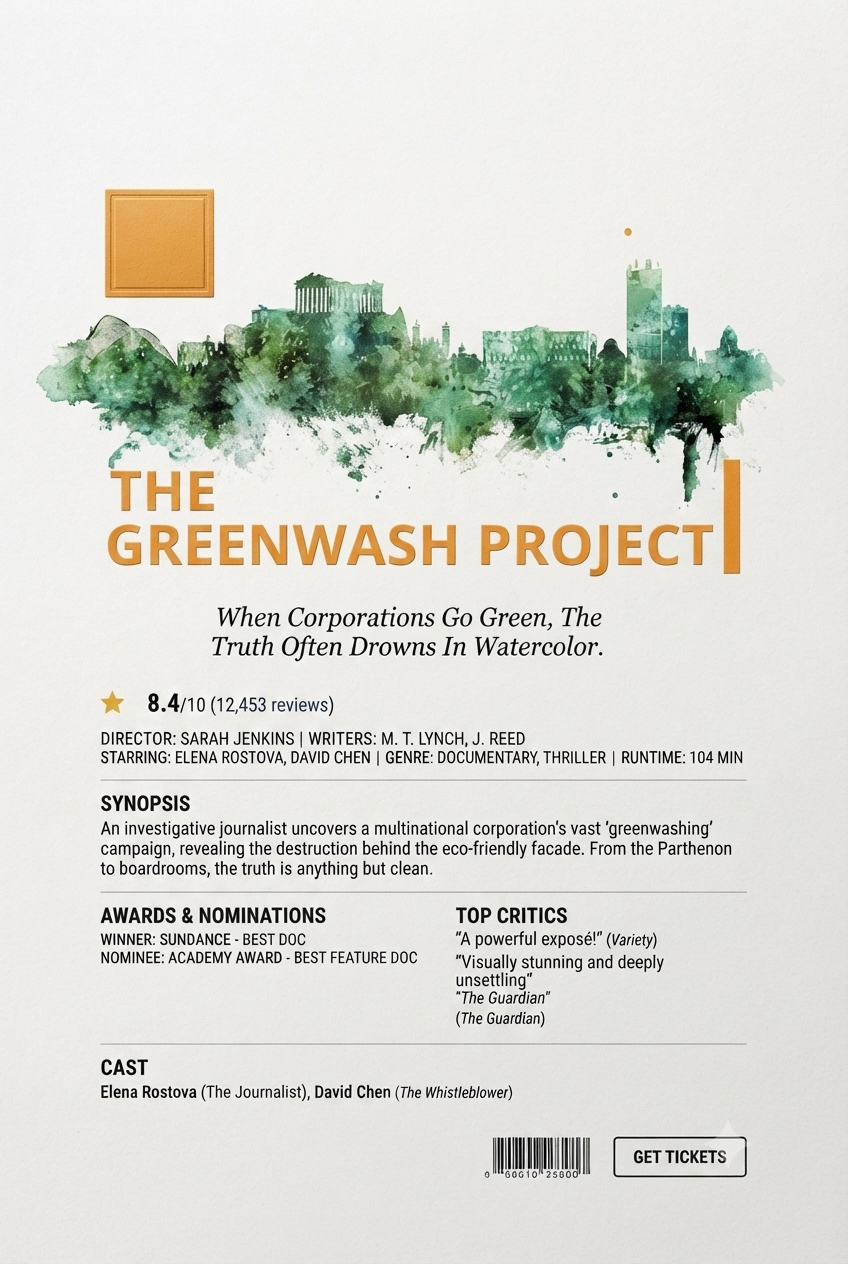 THE
GREENWASH PROJECT
When Corporations Go Green, The
Truth Often Drowns In Watercolor.
8.4/10 (12,453 reviews)
DIRECTOR: SARAH JENKINS | WRITERS: M. T. LYNCH, J. REED
STARRING: ELENA ROSTOVA, DAVID CHEN | GENRE: DOCUMENTARY, THRILLER | RUNTIME: 104 MIN
SYNOPSIS
An investigative journalist uncovers a multinational corporation's vast 'greenwashing'
campaign, revealing the destruction behind the eco-friendly facade. From the Parthenon
to boardrooms, the truth is anything but clean.
AWARDS & NOMINATIONS
WINNER: SUNDANCE - BEST DOC
NOMINEE: ACADEMY AWARD - BEST FEATURE DOC
TOP CRITICS
"A powerful exposé!" (Variety)
"Visually stunning and deeply
unsettling"
"The Guardian"
(The Guardian)
CAST
Elena Rostova (The Journalist), David Chen (The Whistleblower)
GET TICKETS